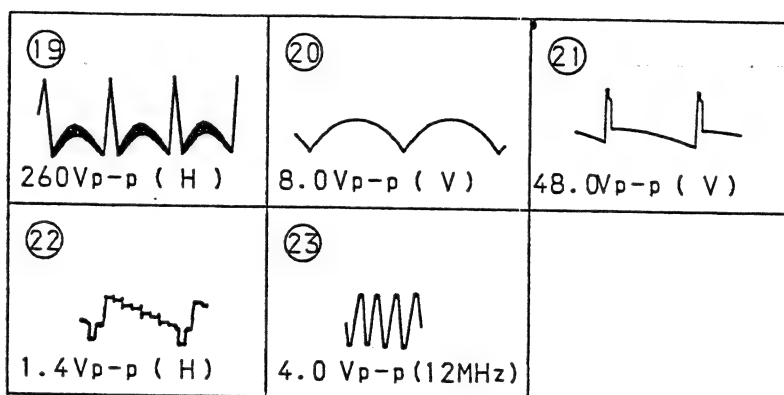 19
260Vp-p ( H )
20
8.0Vp-p ( V )
21
48.0Vp-p ( V )
22
1.4Vp-p ( H )
23
4.0 Vp-p(12MHz)